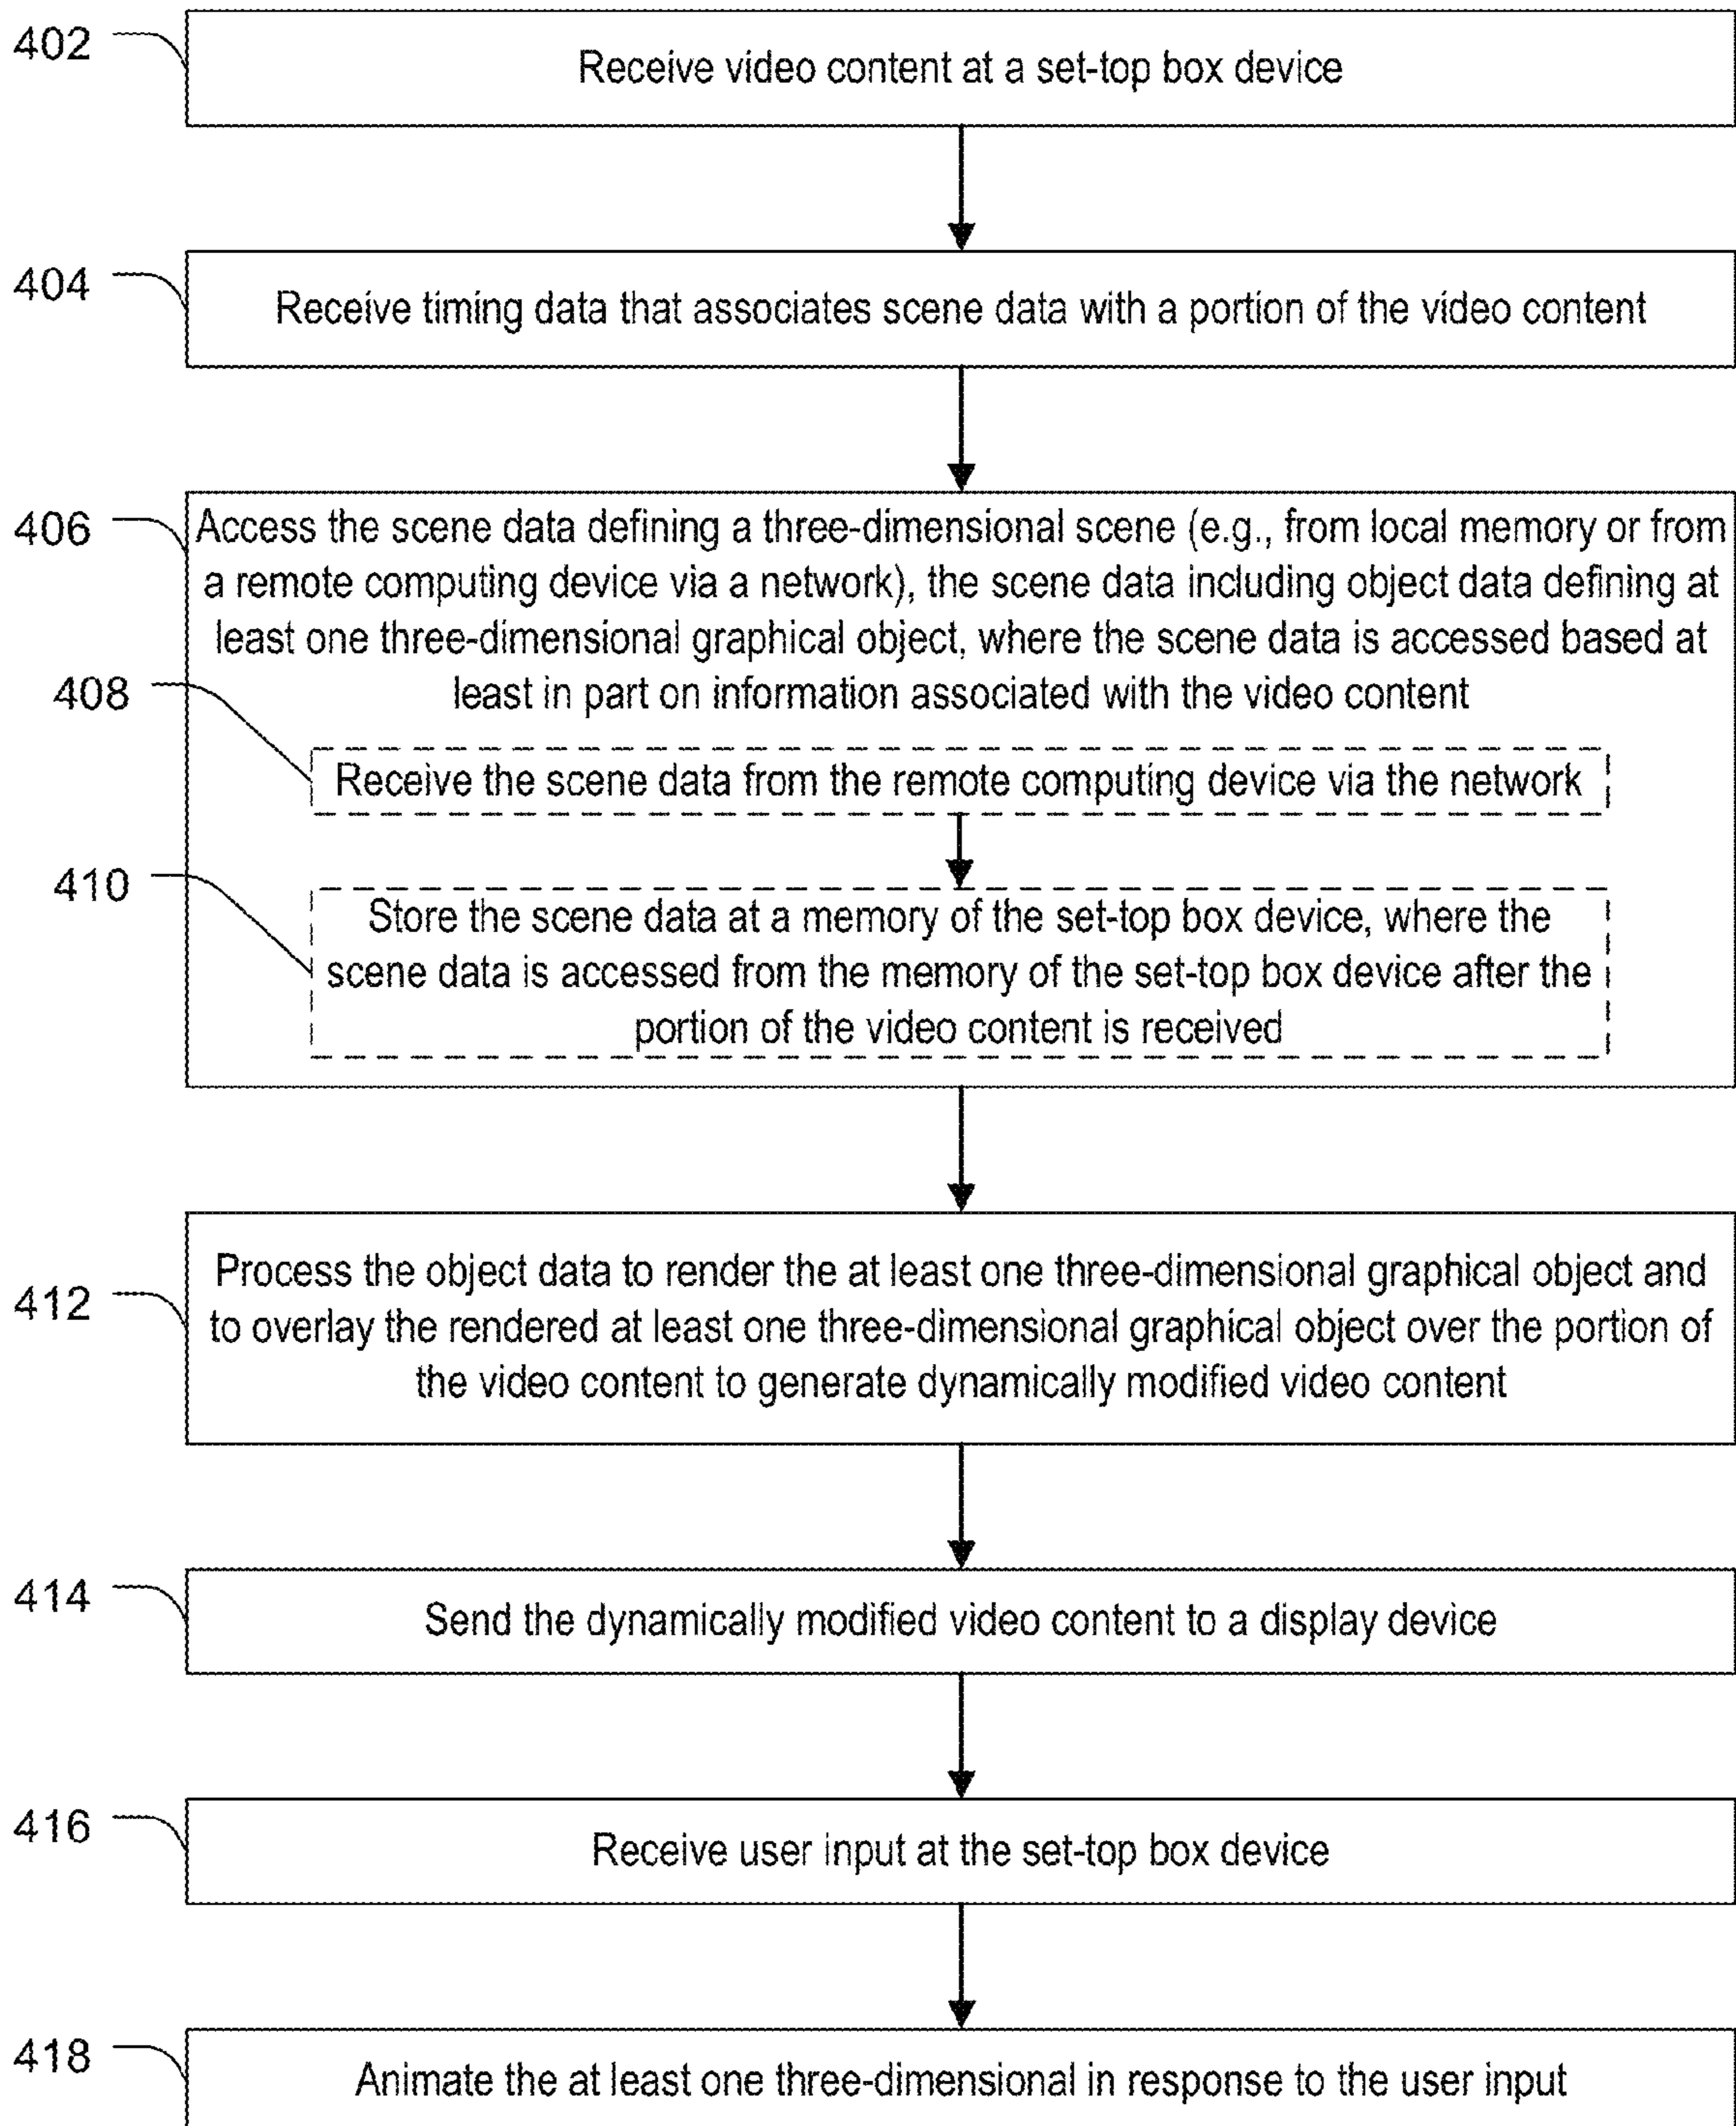 402
Receive video content at a set-top box device
404
Receive timing data that associates scene data with a portion of the video content
406
Access the scene data defining a three-dimensional scene (e.g., from local memory or from
a remote computing device via a network), the scene data including object data defining at
least one three-dimensional graphical object, where the scene data is accessed based at
least in part on information associated with the video content
408
Receive the scene data from the remote computing device via the network
410
Store the scene data at a memory of the set-top box device, where the
scene data is accessed from the memory of the set-top box device after the
portion of the video content is received
412
Process the object data to render the at least one three-dimensional graphical object and
to overlay the rendered at least one three-dimensional graphical object over the portion of
the video content to generate dynamically modified video content
414
Send the dynamically modified video content to a display device
416
Receive user input at the set-top box device
418
Animate the at least one three-dimensional in response to the user input